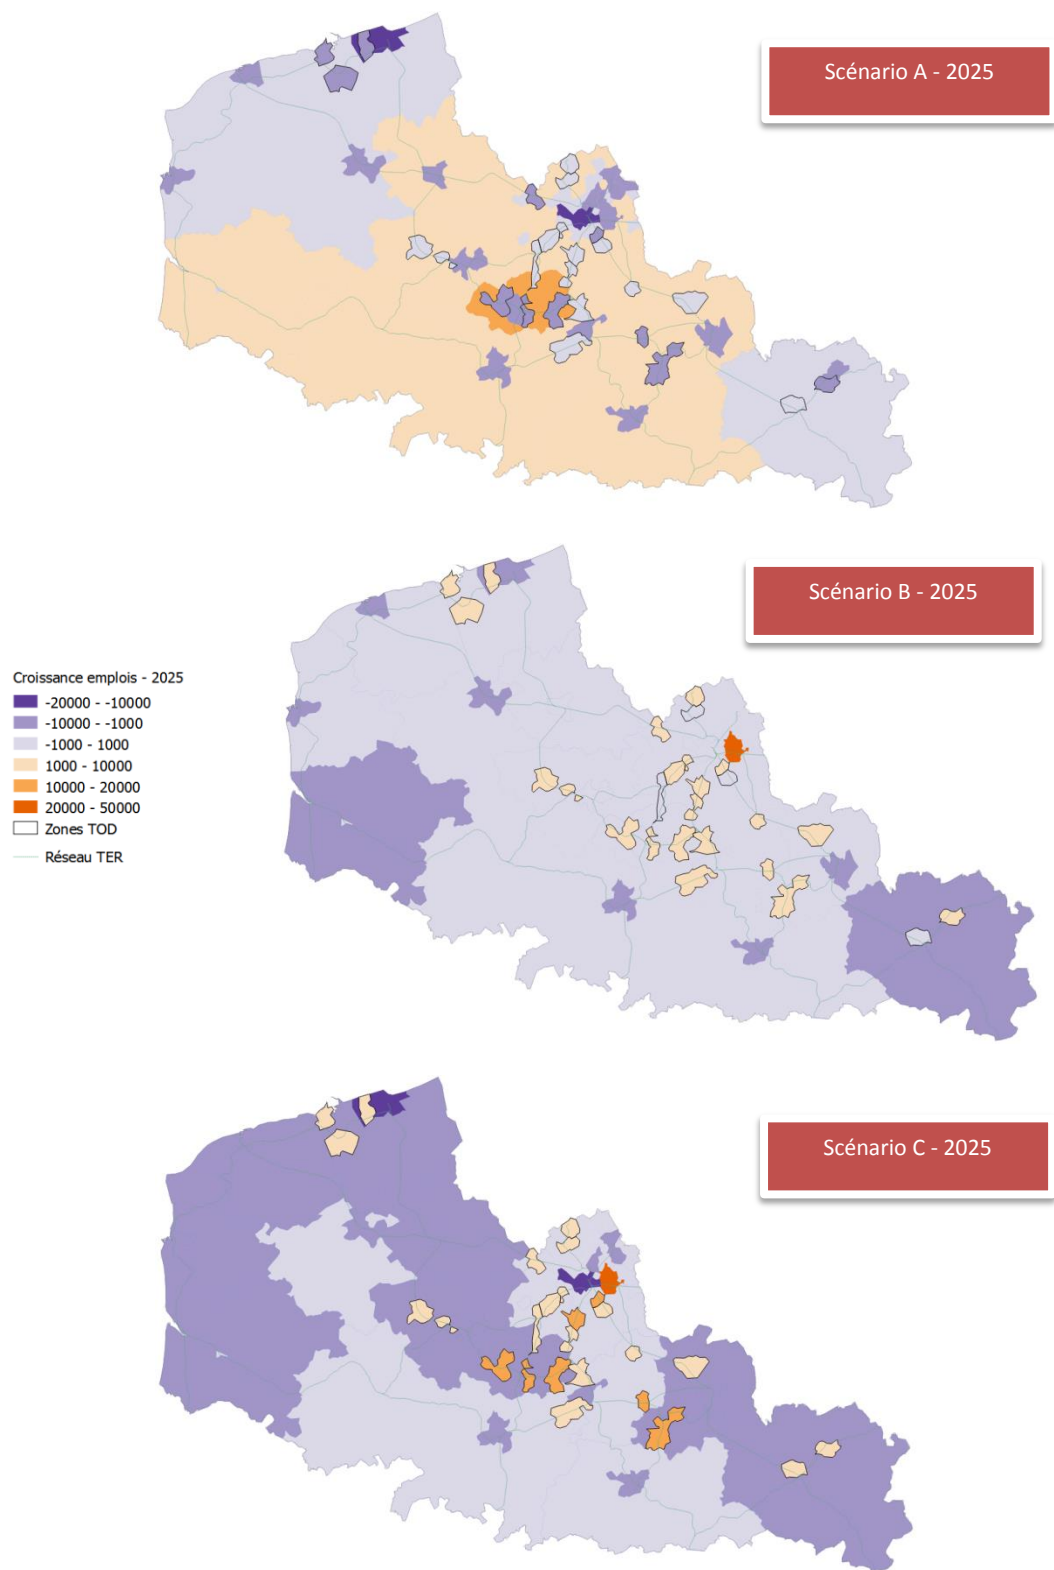 Scénario A - 2025
Scénario B - 2025
Croissance emplois - 2025
-20000 - -10000
-10000 - -1000
-1000 - 1000
1000 - 10000
10000 - 20000
20000 - 50000
Zones TOD
Réseau TER
Scénario C - 2025